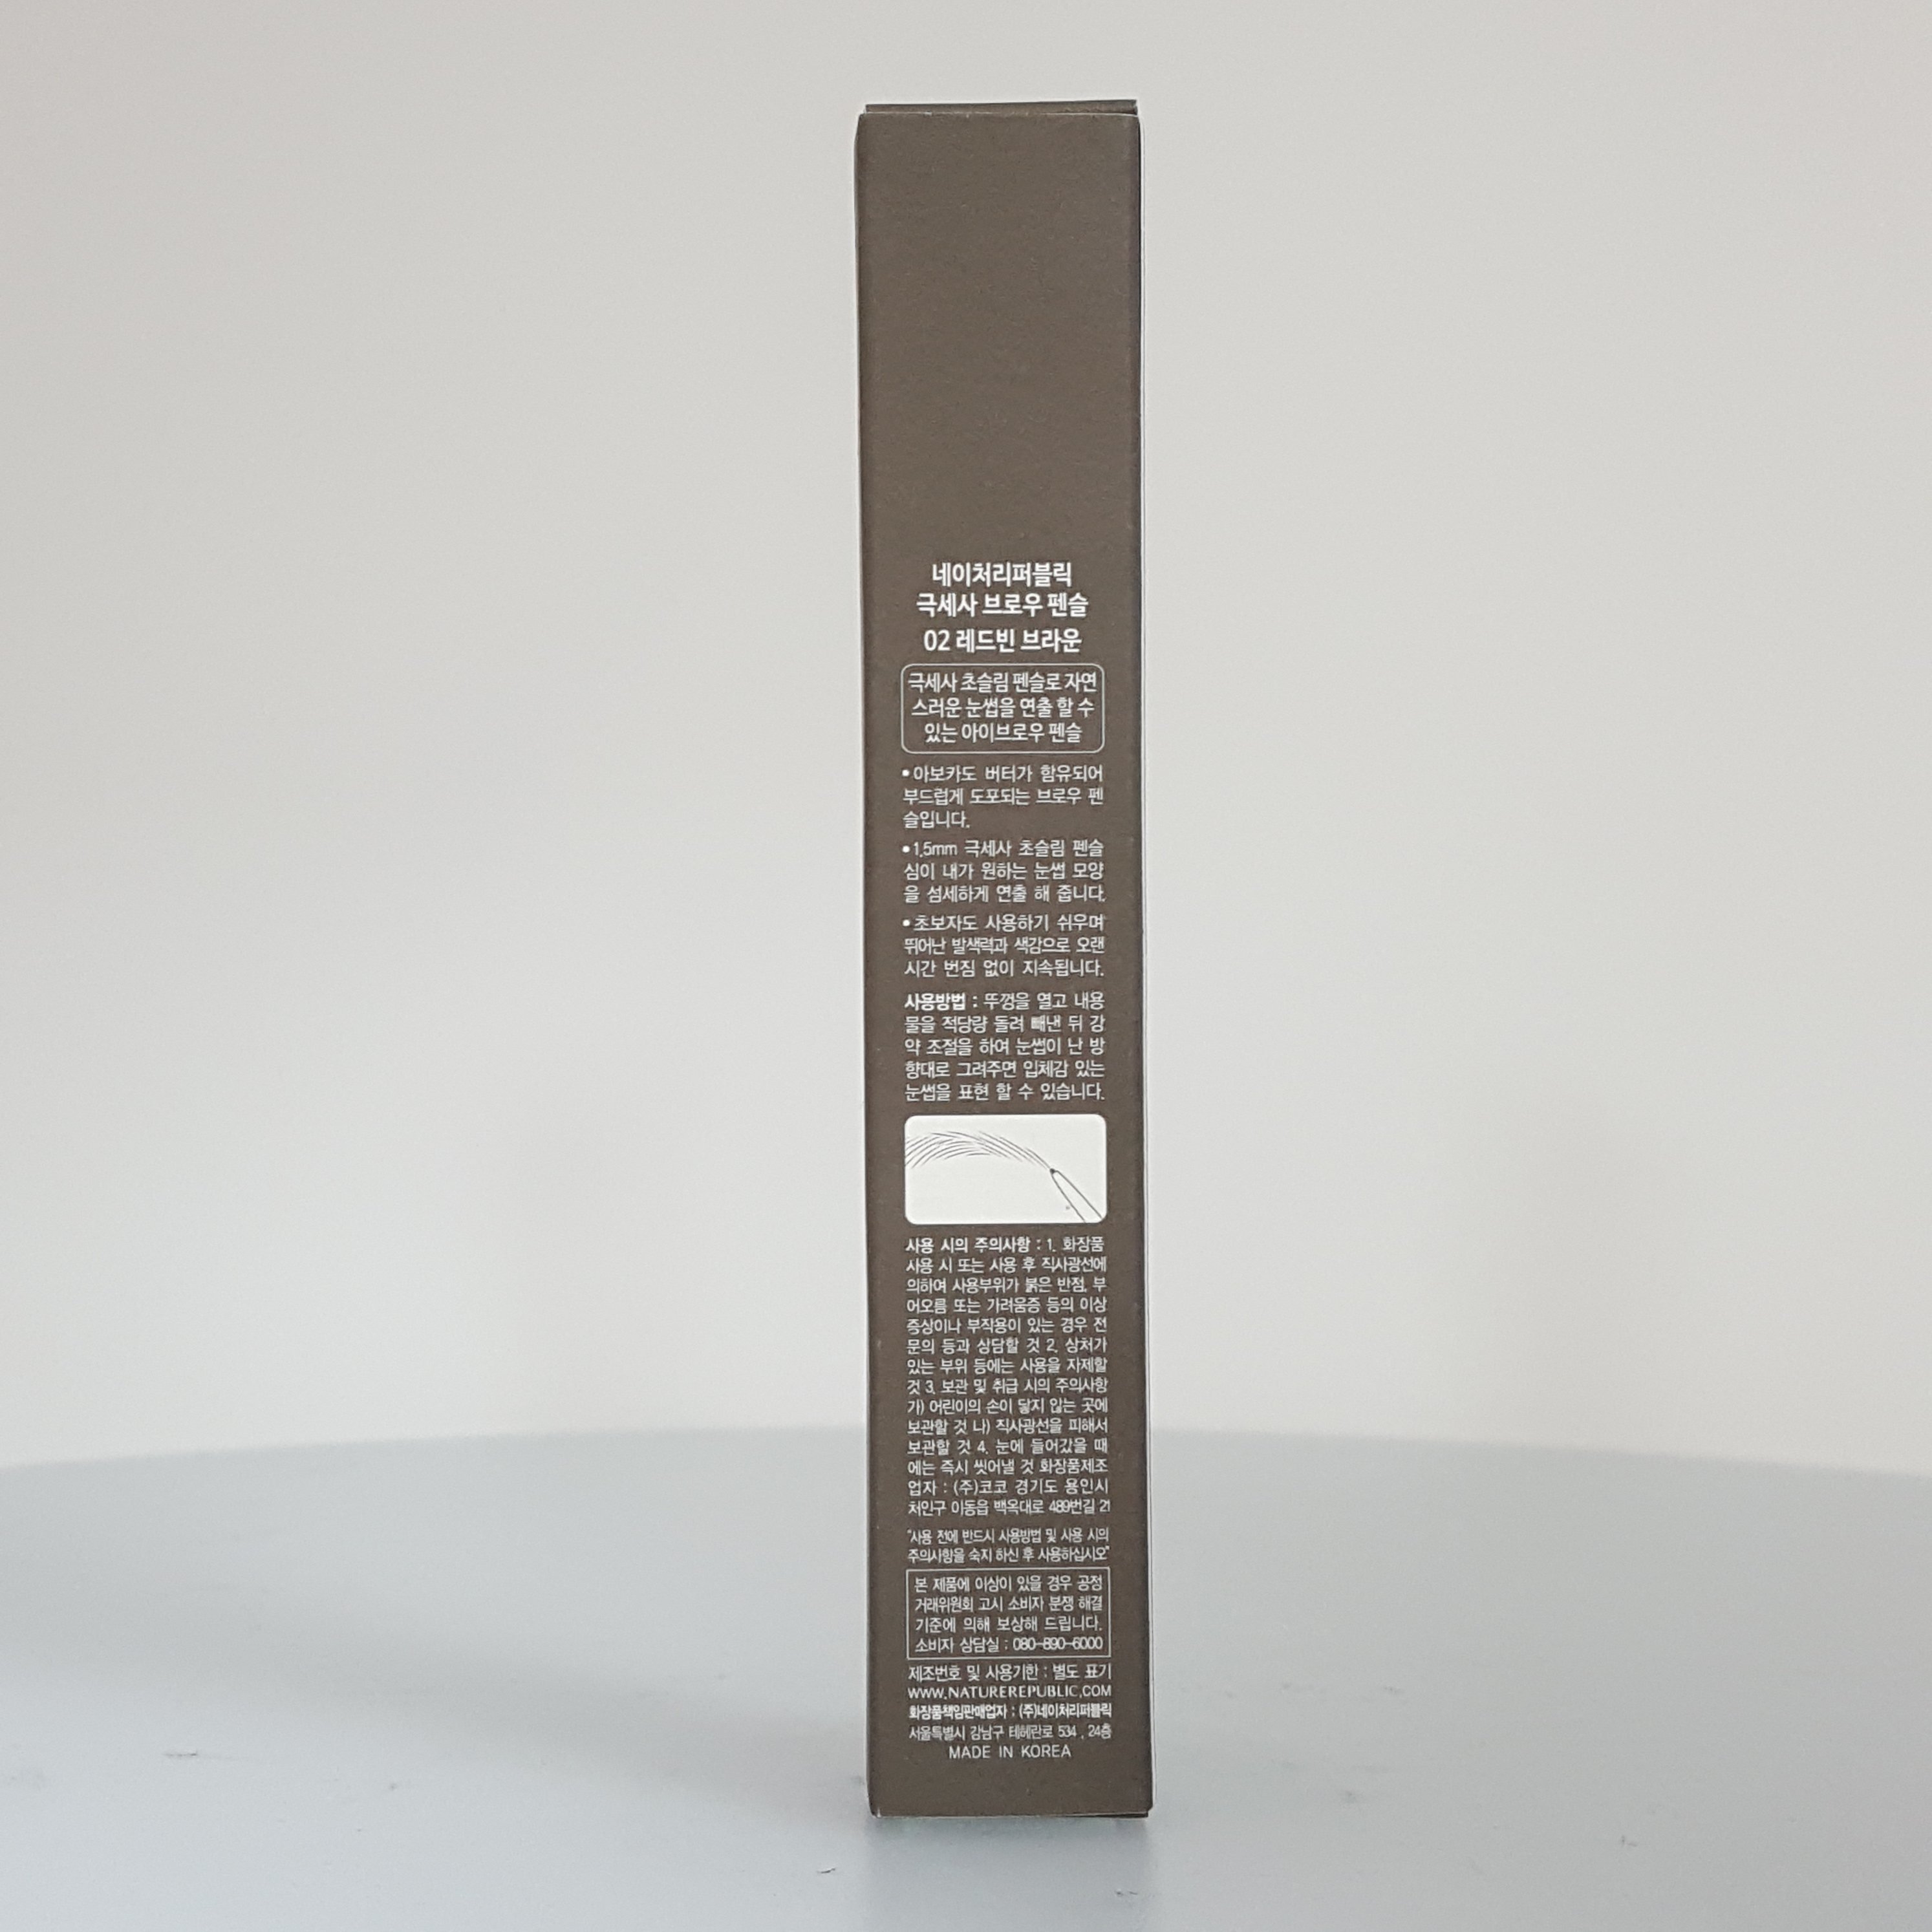 네이처리퍼블릭
극세사 브로우 펜슬
02 레드빈 브라운
극세사 초슬림 펜슬로 자연
스러운 눈썹을 연출 할 수
있는 아이브로우 펜슬
•아보카도 버터가 함유되어
부드럽게 도포되는 브로우 펜
슬입니다.
•1.5mm 극세사 초슬림 펜슬
심이 내가 원하는 눈썹 모양
을 섬세하게 연출 해 줍니다.
•초보자도 사용하기 쉬우며
뛰어난 발색력과 색감으로 오랜
시간 번짐 없이 지속됩니다.
사용방법 : 뚜껑을 열고 내용
물을 적당량 돌려 빼낸 뒤 강
약 조절을 하여 눈썹이 난 방
향대로 그려주면 입체감 있는
눈썹을 표현 할 수 있습니다.
사용 시의 주의사항 : 1. 화장품
사용 시 또는 사용 후 직사광선에
의하여 사용부위가 붉은 반점, 부
어오름 또는 가려움증 등의 이상
증상이나 부작용이 있는 경우 전
문의 등과 상담할 것 2. 상처가
있는 부위 등에는 사용을 자제할
것 3. 보관 및 취급 시의 주의사항
가) 어린이의 손이 닿지 않는 곳에
보관할 것 나) 직사광선을 피해서
보관할 것 4. 눈에 들어갔을 때
에는 즉시 씻어낼 것 화장품제조
업자 : (주)코코 경기도 용인시
처인구 이동읍 백옥대로 489번길 21
"사용 전에 반드시 사용방법 및 사용 시의
주의사항을 숙지 하신 후 사용하십시오"
본 제품에 이상이 있을 경우 공정
거래위원회 고시 소비자 분쟁 해결
기준에 의해 보상해 드립니다.
소비자 상담실 : 080-890-6000
제조번호 및 사용기한 : 별도 표기
WWW.NATUREREPUBLIC.COM
화장품책임판매업자 : (주)네이처리퍼블릭
서울특별시 강남구 테헤란로 534 , 24층
MADE IN KOREA